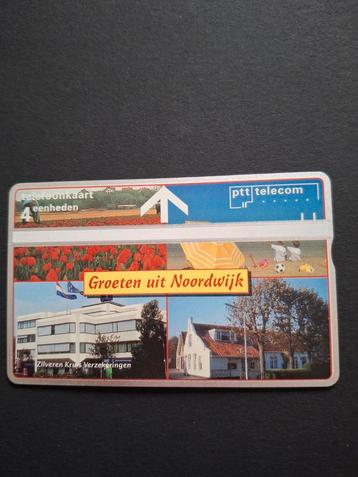 telefoonkaart
4 eenheden
ptt telecom
Groeten uit Noordwijk
Zilveren Kruis Verzekeringen